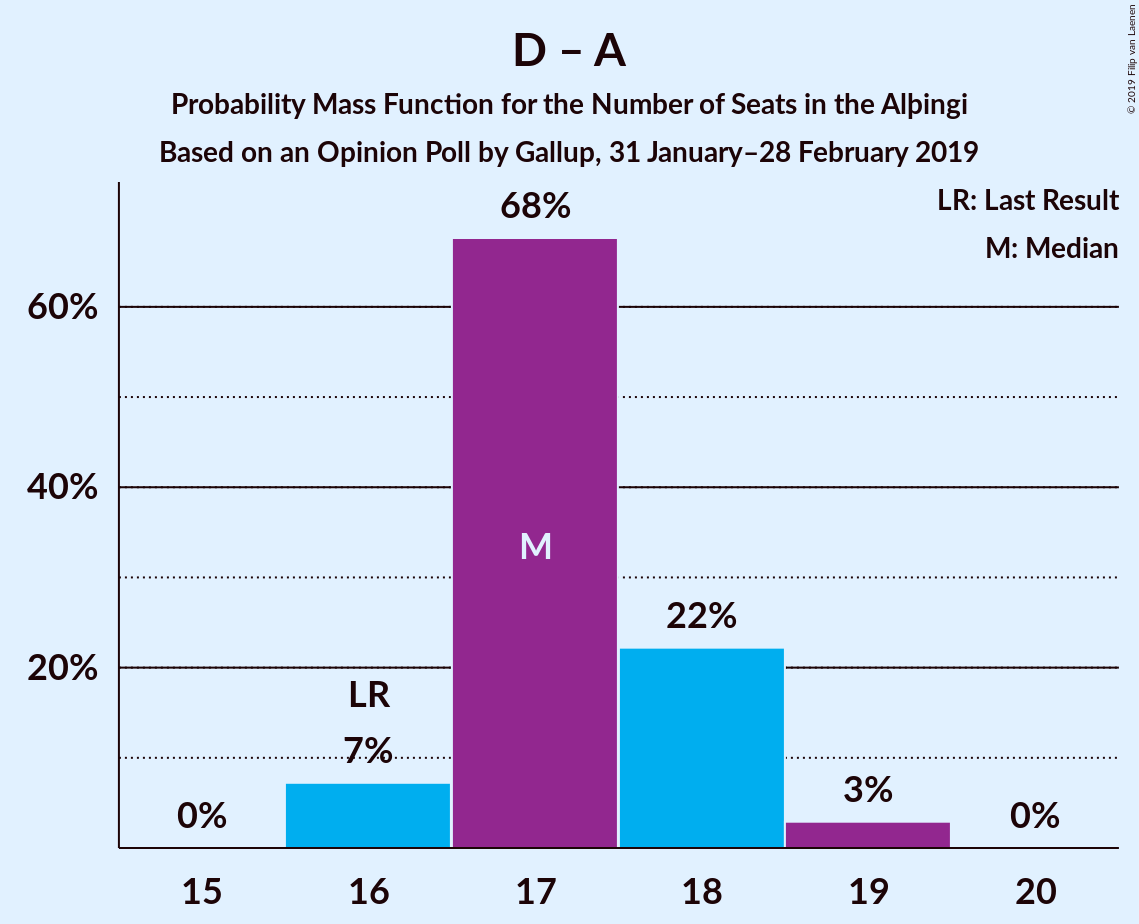 D – A
Probability Mass Function for the Number of Seats in the Alþingi
Based on an Opinion Poll by Gallup, 31 January–28 February 2019
© 2019 Filip van Laenen
LR: Last Result
M: Median
68%
60%
M
40%
22%
20%
LR
7%
3%
0%
0%
15 16 17 18 19 20